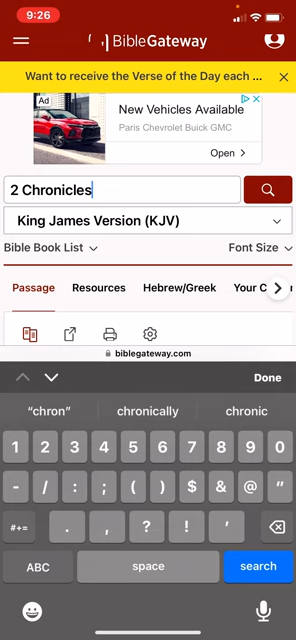 9:26
BibleGateway
Want to receive the Verse of the Day each ... ×
Ad
New Vehicles Available
Paris Chevrolet Buick GMC
Open >
2 Chronicles
King James Version (KJV)
Bible Book List
Font Size
Passage Resources Hebrew/Greek Your C
biblegateway.com
Done
“chron” chronically chronic
1 2 3 4 5 6 7 8 9 0
- / : ; ( ) $ & @ "
#+= . , ? ! ’
ABC space search